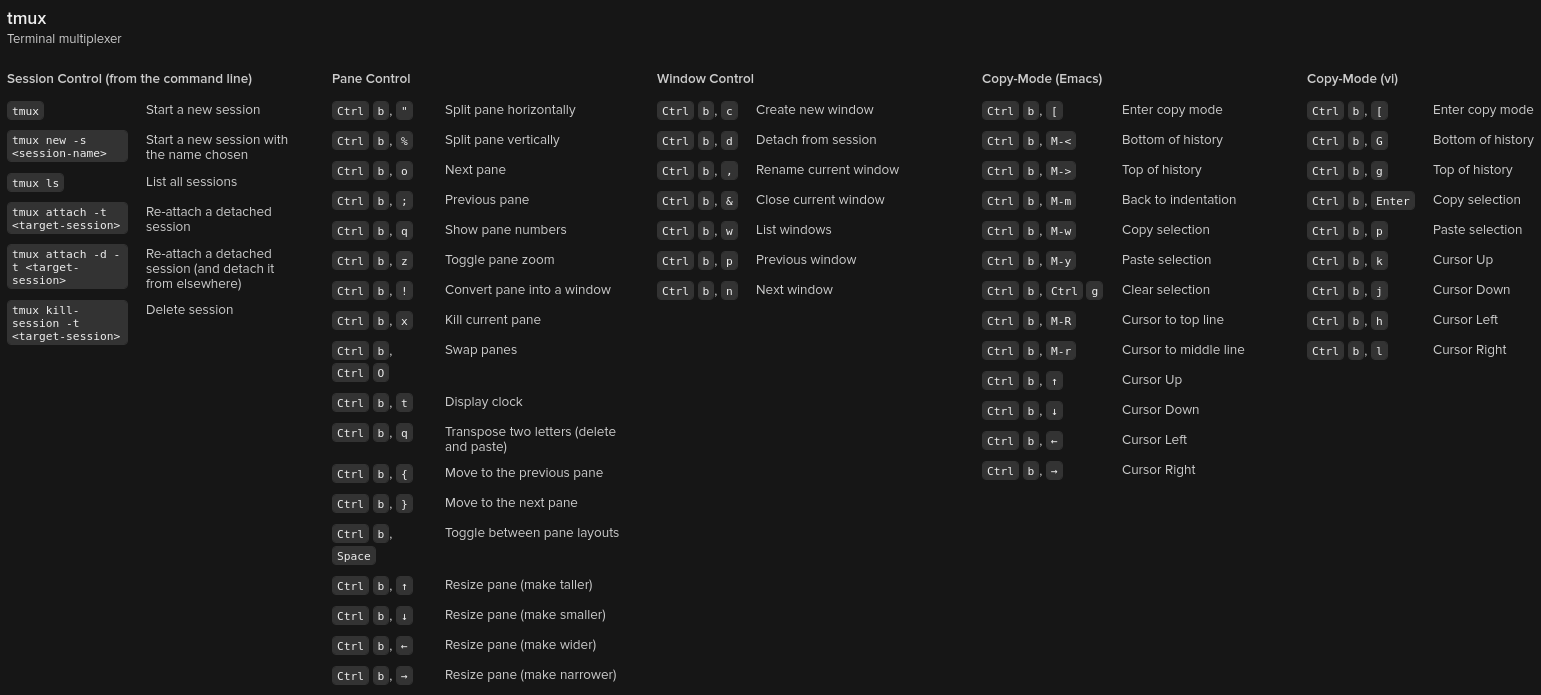 tmux
Terminal multiplexer
Session Control (from the command line)
tmux Start a new session
tmux new -s Start a new session with
<session-name> the name chosen
tmux ls List all sessions
tmux attach -t Re-attach a detached
<target-session> session
tmux attach -d - Re-attach a detached
t <target- session (and detach it
session> from elsewhere)
tmux kill- Delete session
session -t
<target-session>
Pane Control
Ctrl b, " Split pane horizontally
Ctrl b, % Split pane vertically
Ctrl b, o Next pane
Ctrl b, ; Previous pane
Ctrl b, q Show pane numbers
Ctrl b, z Toggle pane zoom
Ctrl b, ! Convert pane into a window
Ctrl b, x Kill current pane
Ctrl b, Swap panes
Ctrl O
Ctrl b, t Display clock
Ctrl b, q Transpose two letters (delete
and paste)
Ctrl b, { Move to the previous pane
Ctrl b, } Move to the next pane
Ctrl b, Toggle between pane layouts
Space
Ctrl b, ↑ Resize pane (make taller)
Ctrl b, ↓ Resize pane (make smaller)
Ctrl b, ← Resize pane (make wider)
Ctrl b, → Resize pane (make narrower)
Window Control
Ctrl b, c Create new window
Ctrl b, d Detach from session
Ctrl b, , Rename current window
Ctrl b, & Close current window
Ctrl b, w List windows
Ctrl b, p Previous window
Ctrl b, n Next window
Copy-Mode (Emacs)
Ctrl b, [ Enter copy mode
Ctrl b, M-< Bottom of history
Ctrl b, M-> Top of history
Ctrl b, M-m Back to indentation
Ctrl b, M-w Copy selection
Ctrl b, M-y Paste selection
Ctrl b, Ctrl g Clear selection
Ctrl b, M-R Cursor to top line
Ctrl b, M-r Cursor to middle line
Ctrl b, ↑ Cursor Up
Ctrl b, ↓ Cursor Down
Ctrl b, ← Cursor Left
Ctrl b, → Cursor Right
Copy-Mode (vi)
Ctrl b, [ Enter copy mode
Ctrl b, G Bottom of history
Ctrl b, g Top of history
Ctrl b, Enter Copy selection
Ctrl b, p Paste selection
Ctrl b, k Cursor Up
Ctrl b, j Cursor Down
Ctrl b, h Cursor Left
Ctrl b, l Cursor Right